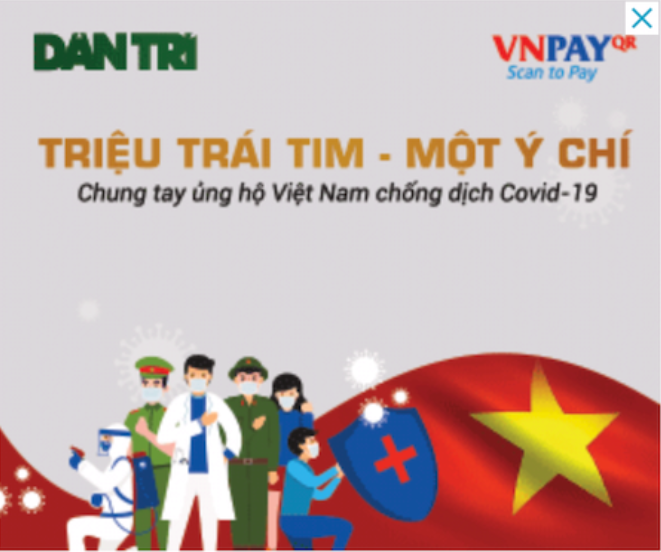 DÂN TRÍ
VNPAYQR
Scan to Pay
TRIỆU TRÁI TIM - MỘT Ý CHÍ
Chung tay ủng hộ Việt Nam chống dịch Covid-19